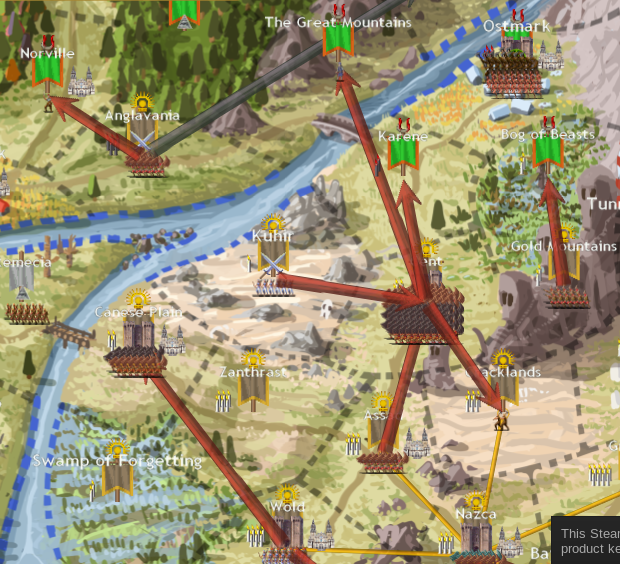 The Great Mountains
Ostmark
Norville
Anglavania
Karene
Bog of Beasts
Kuhir
Gold Mountains
Canese Plain
Zanthras
acklands
Swamp of Forgetting
Wold
Nazca
This Stea
product ke